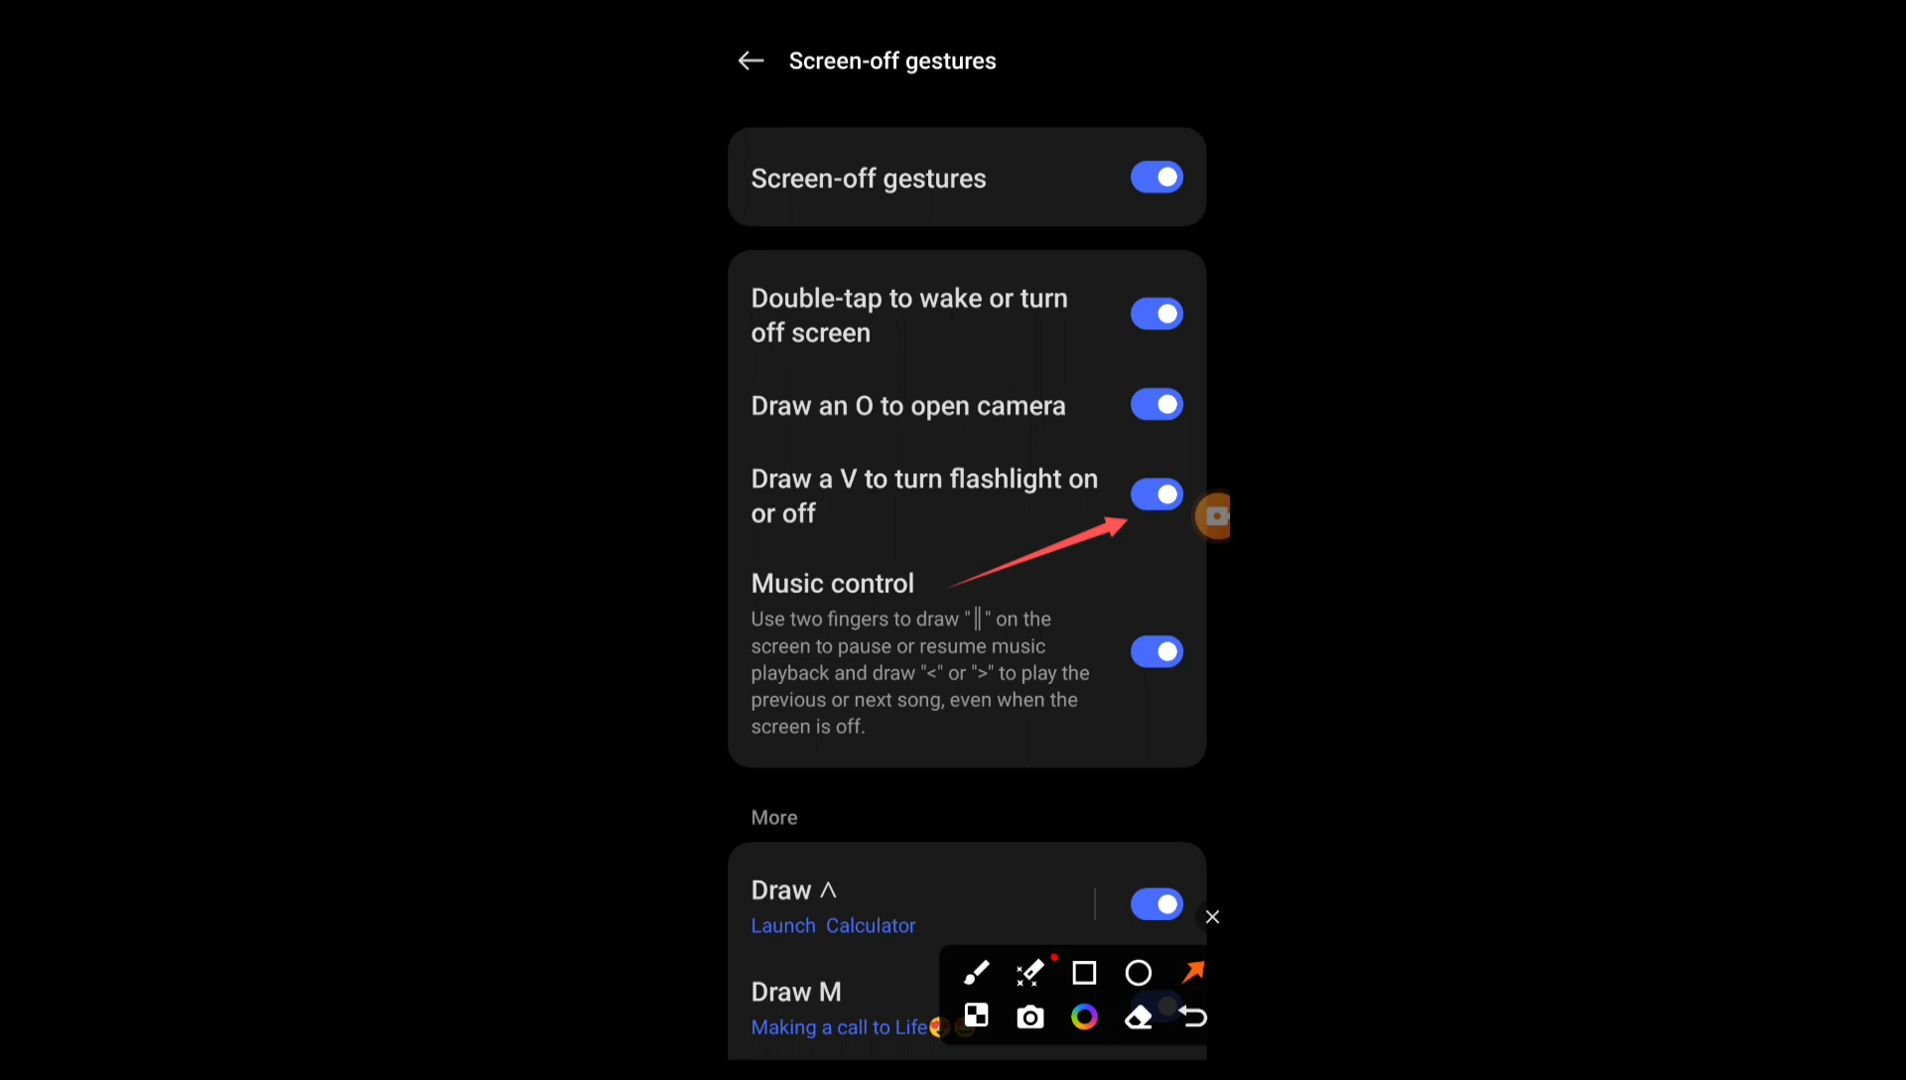 Screen-off gestures
Screen-off gestures
Double-tap to wake or turn
off screen
Draw an O to open camera
Draw a V to turn flashlight on
or off
Music control
Use two fingers to draw "║" on the
screen to pause or resume music
playback and draw "<" or ">" to play the
previous or next song, even when the
screen is off.
More
Draw ^
Launch Calculator
Draw M
Making a call to Life😍